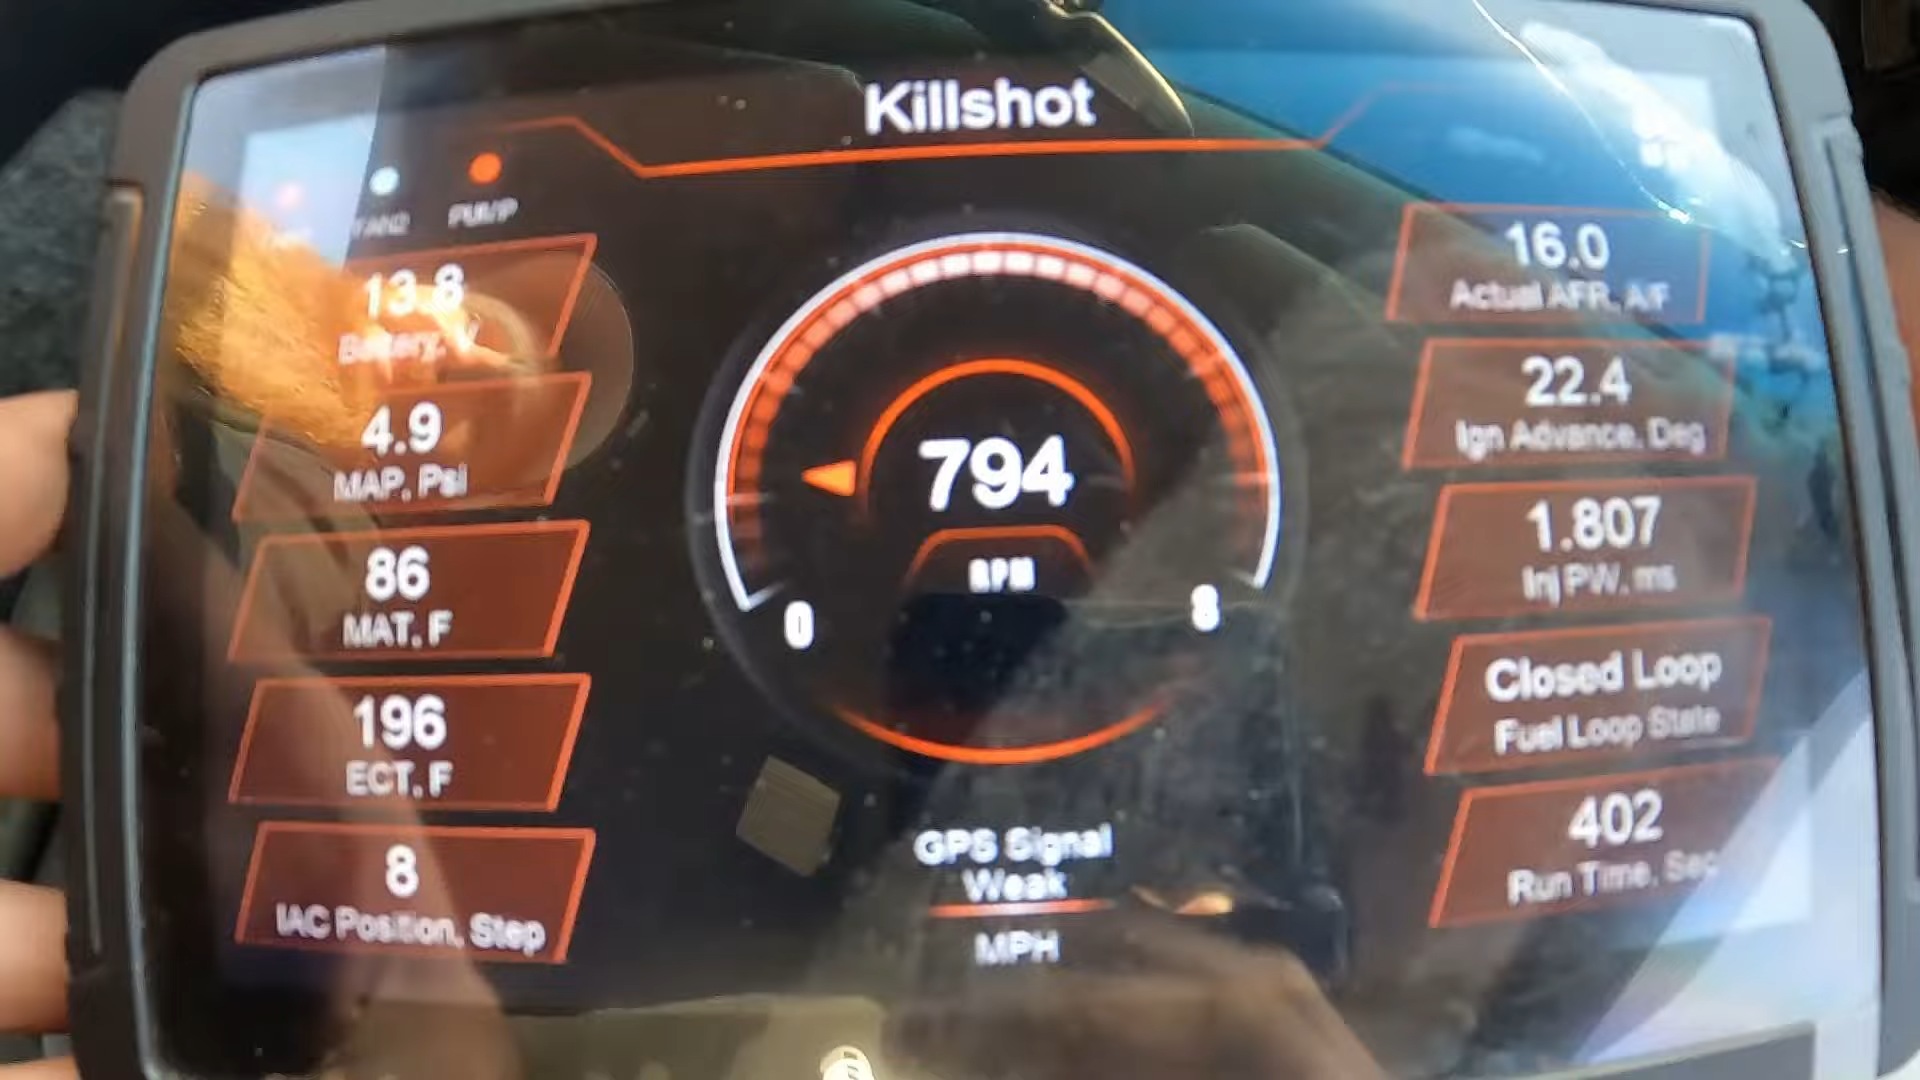 Killshot
FAN2
PUMP
13.8
Battery, V
4.9
MAP, Psi
86
MAT, F
196
ECT, F
8
IAC Position, Step
794
RPM
0
8
GPS Signal
Weak
MPH
16.0
Actual AFR, A/F
22.4
Ign Advance, Deg
1.807
Inj PW, ms
Closed Loop
Fuel Loop State
402
Run Time, Sec